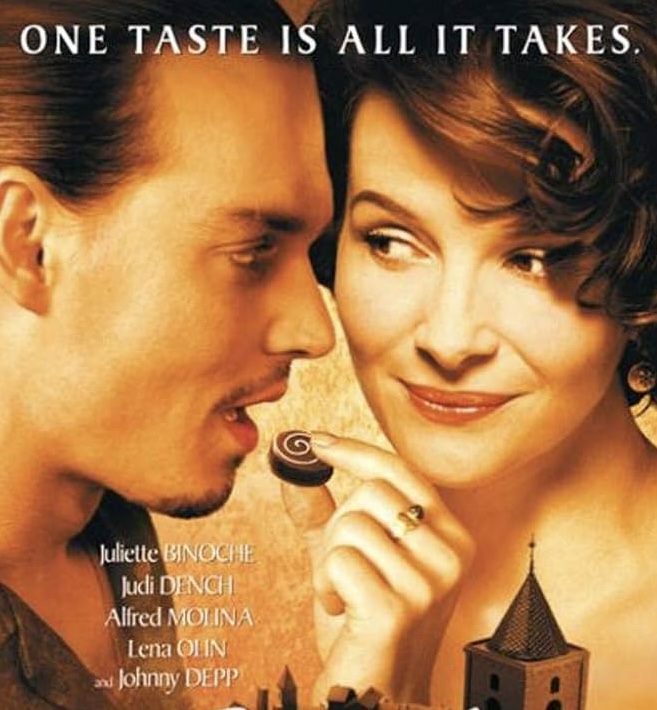 ONE TASTE IS ALL IT TAKES.
Juliette BINOCHE
Judi DENCH
Alfred MOLINA
Lena OLIN
and Johnny DEPP